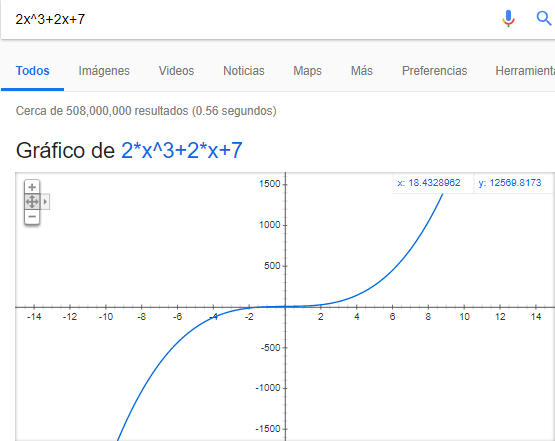 2x^3+2x+7
Todos Imágenes Videos Noticias Maps Más Preferencias Herramienta
Cerca de 508,000,000 resultados (0.56 segundos)
Gráfico de 2*x^3+2*x+7
x: 18.4328962 y: 12569.8173
1500
1000
500
-14 -12 -10 -8 -6 -4 -2 2 4 6 8 10 12 14
-500
-1000
-1500